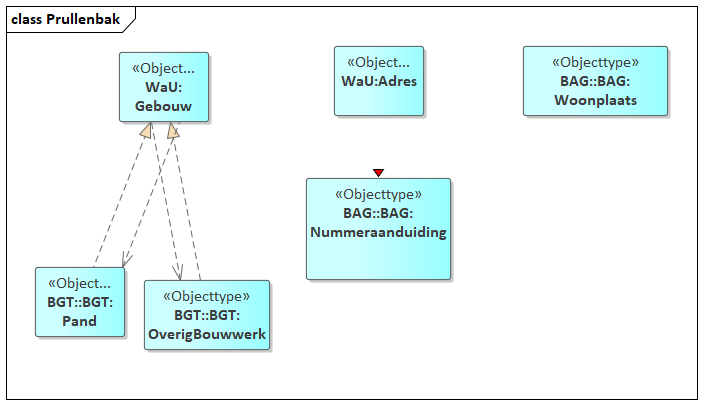 class Prullenbak
«Object...
WaU:
Gebouw
«Object...
WaU:Adres
«Objecttype»
BAG::BAG:
Woonplaats
«Objecttype»
BAG::BAG:
Nummeraanduiding
«Object...
BGT::BGT:
Pand
«Objecttype»
BGT::BGT:
OverigBouwwerk